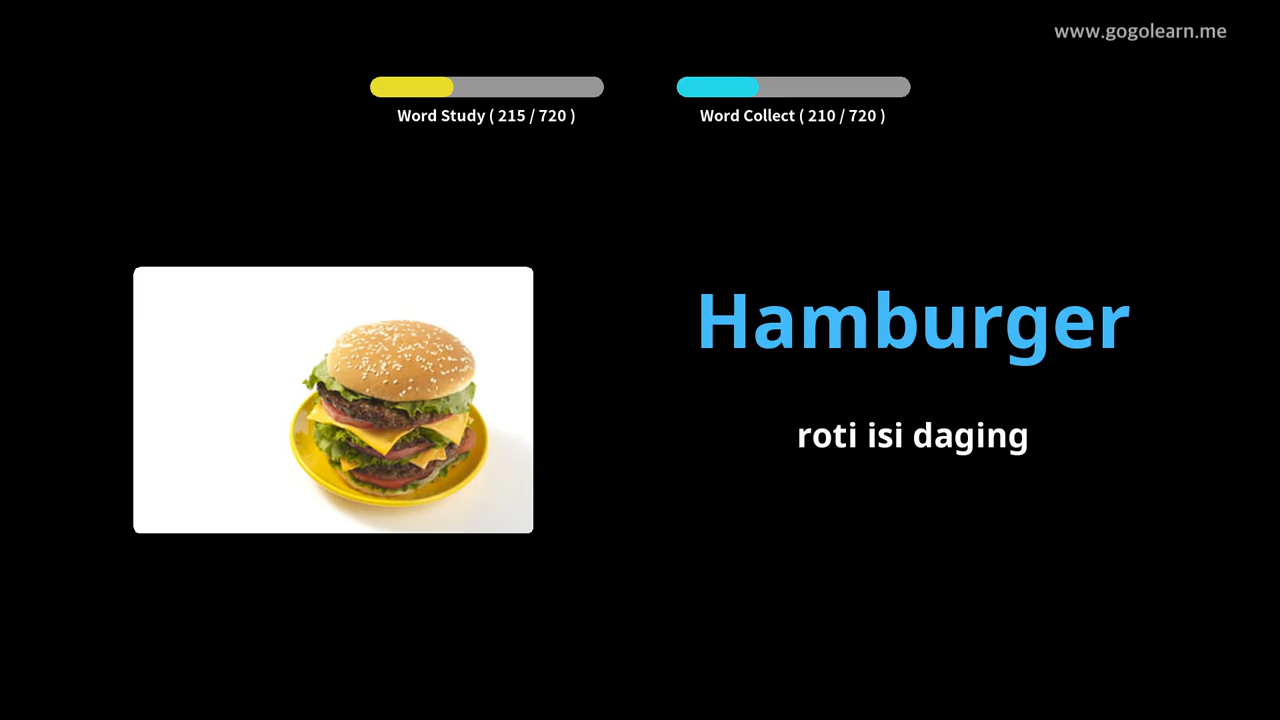 www.gogolearn.me
Word Study ( 215 / 720 )
Word Collect ( 210 / 720 )
Hamburger
roti isi daging